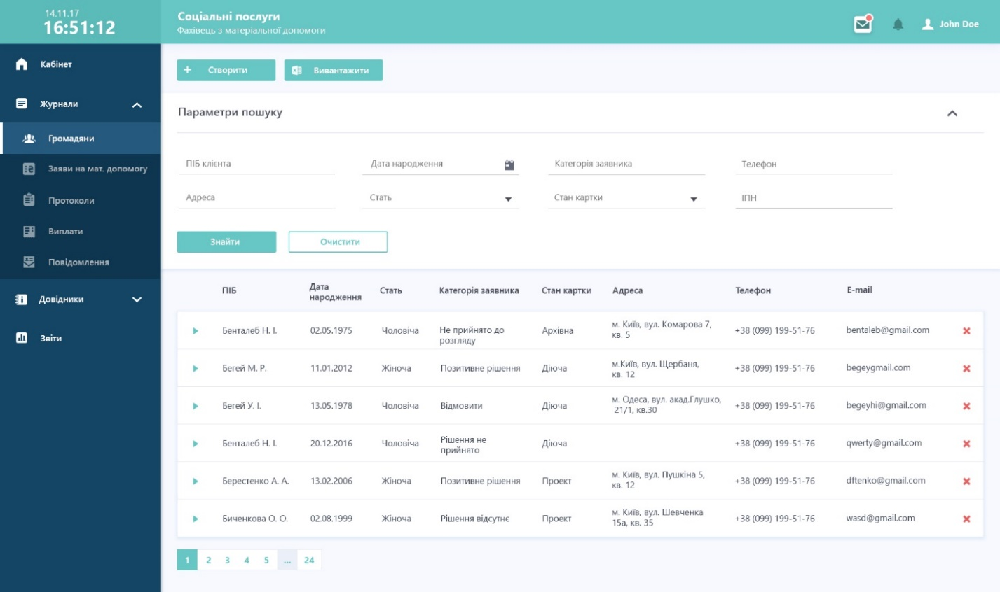 14.11.17
16:51:12
Соціальні послуги
Фахівець з матеріальної допомоги
John Doe
Кабінет
Журнали
Громадяни
Заяви на мат. допомогу
Протоколи
Виплати
Повідомлення
Довідники
Звіти
+ Створити
Вивантажити
Параметри пошуку
ПІБ клієнта Дата народження Категорія заявника Телефон
Адреса Стать Стан картки ІПН
Знайти Очистити
ПІБ Дата народження Стать Категорія заявника Стан картки Адреса Телефон E-mail
Бенталеб Н. І. 02.05.1975 Чоловіча Не прийнято до розгляду Архівна м. Київ, вул. Комарова 7, кв. 5 +38 (099) 199-51-76 bentaleb@gmail.com
Бегей М. Р. 11.01.2012 Жіноча Позитивне рішення Діюча м.Київ, вул. Щербаня, кв. 12 +38 (099) 199-51-76 begeygmail.com
Бегей У. І. 13.05.1978 Чоловіча Відмовити Діюча м. Одеса, вул. акад.Глушко, 21/1, кв.30 +38 (099) 199-51-76 begeyhi@gmail.com
Бенталеб Н. І. 20.12.2016 Чоловіча Рішення не прийнято Діюча +38 (099) 199-51-76 qwerty@gmail.com
Берестенко А. А. 13.02.2006 Жіноча Позитивне рішення Проект м. Київ, вул. Пушкіна 5, кв. 12 +38 (099) 199-51-76 dftenko@gmail.com
Биченкова О. О. 02.08.1999 Жіноча Рішення відсутнє Проект м. Київ, вул. Шевченка 15а, кв. 35 +38 (099) 199-51-76 wasd@gmail.com
1 2 3 4 5 ... 24